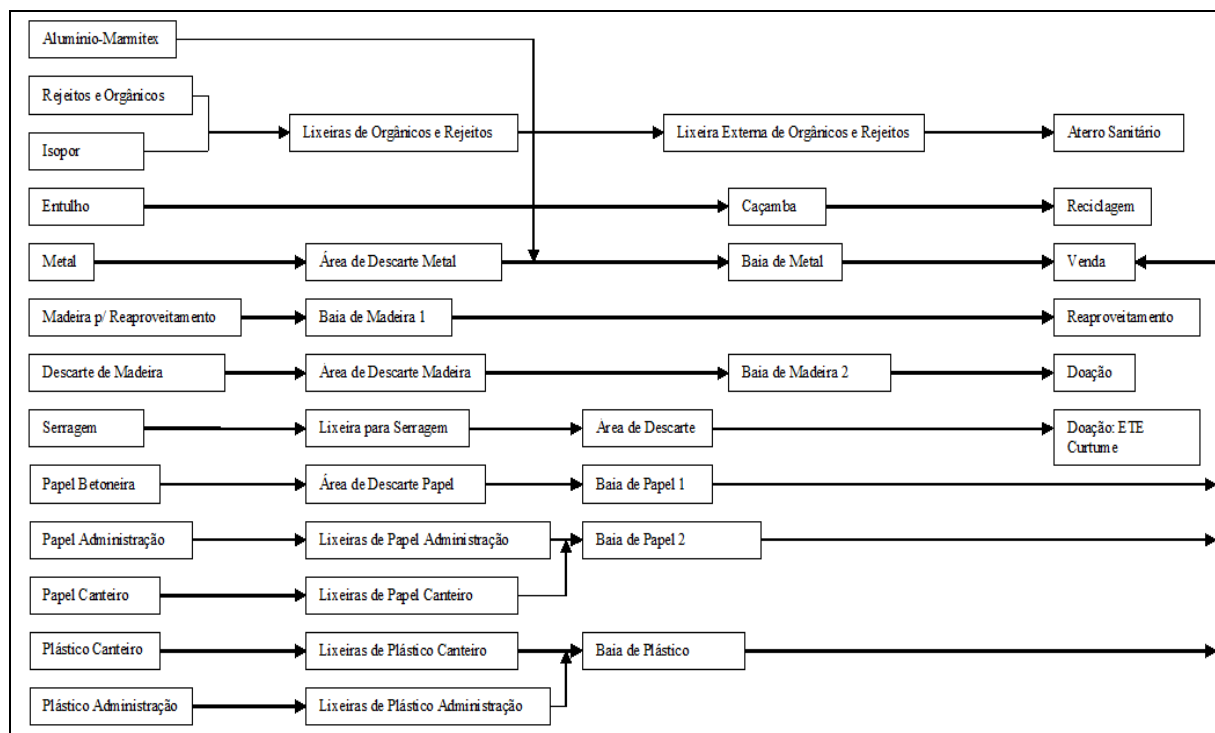 Alumínio-Marmitex
Rejeitos e Orgânicos
Lixeiras de Orgânicos e Rejeitos
Lixeira Externa de Orgânicos e Rejeitos
Aterro Sanitário
Isopor
Entulho
Caçamba
Reciclagem
Metal
Área de Descarte Metal
Baia de Metal
Venda
Madeira p/ Reaproveitamento
Baia de Madeira 1
Reaproveitamento
Descarte de Madeira
Área de Descarte Madeira
Baia de Madeira 2
Doação
Serragem
Lixeira para Serragem
Área de Descarte
Doação: ETE
Curtume
Papel Betoneira
Área de Descarte Papel
Baia de Papel 1
Papel Administração
Lixeiras de Papel Administração
Baia de Papel 2
Papel Canteiro
Lixeiras de Papel Canteiro
Plástico Canteiro
Lixeiras de Plástico Canteiro
Baia de Plástico
Plástico Administração
Lixeiras de Plástico Administração